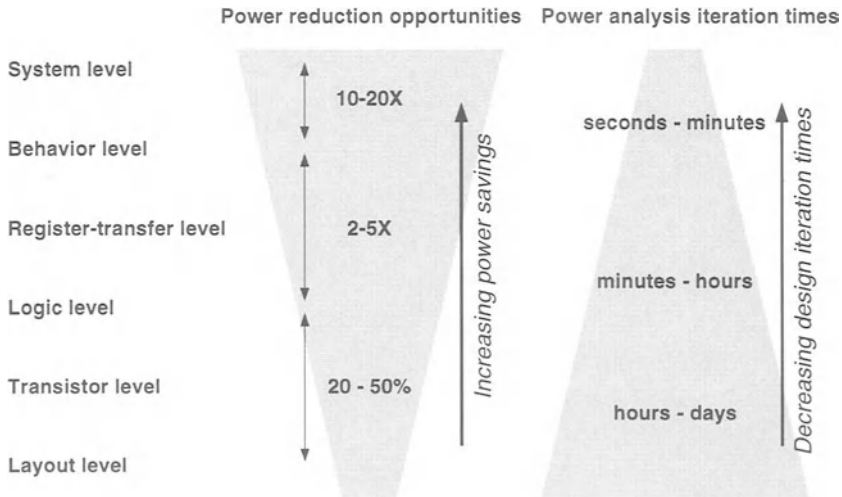 Power reduction opportunities
Power analysis iteration times
System level
10-20X
seconds - minutes
Behavior level
Register-transfer level
2-5X
minutes - hours
Logic level
Transistor level
20 - 50%
hours - days
Layout level
Increasing power savings
Decreasing design iteration times